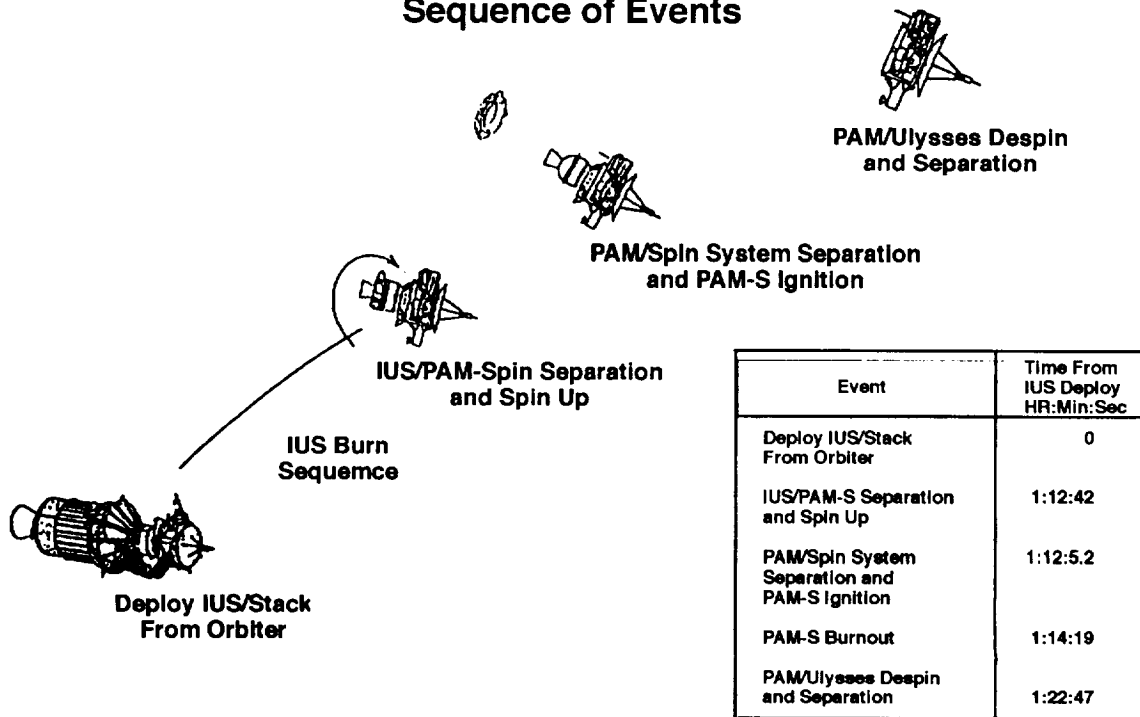 Sequence of Events
PAM/Ulysses Despin
and Separation
PAM/Spin System Separation
and PAM-S Ignition
IUS/PAM-Spin Separation
and Spin Up
IUS Burn
Sequemce
Deploy IUS/Stack
From Orbiter
Event
Time From
IUS Deploy
HR:Min:Sec
Deploy IUS/Stack
From Orbiter
0
IUS/PAM-S Separation
and Spin Up
1:12:42
PAM/Spin System
Separation and
PAM-S Ignition
1:12:5.2
PAM-S Burnout
1:14:19
PAM/Ulysses Despin
and Separation
1:22:47